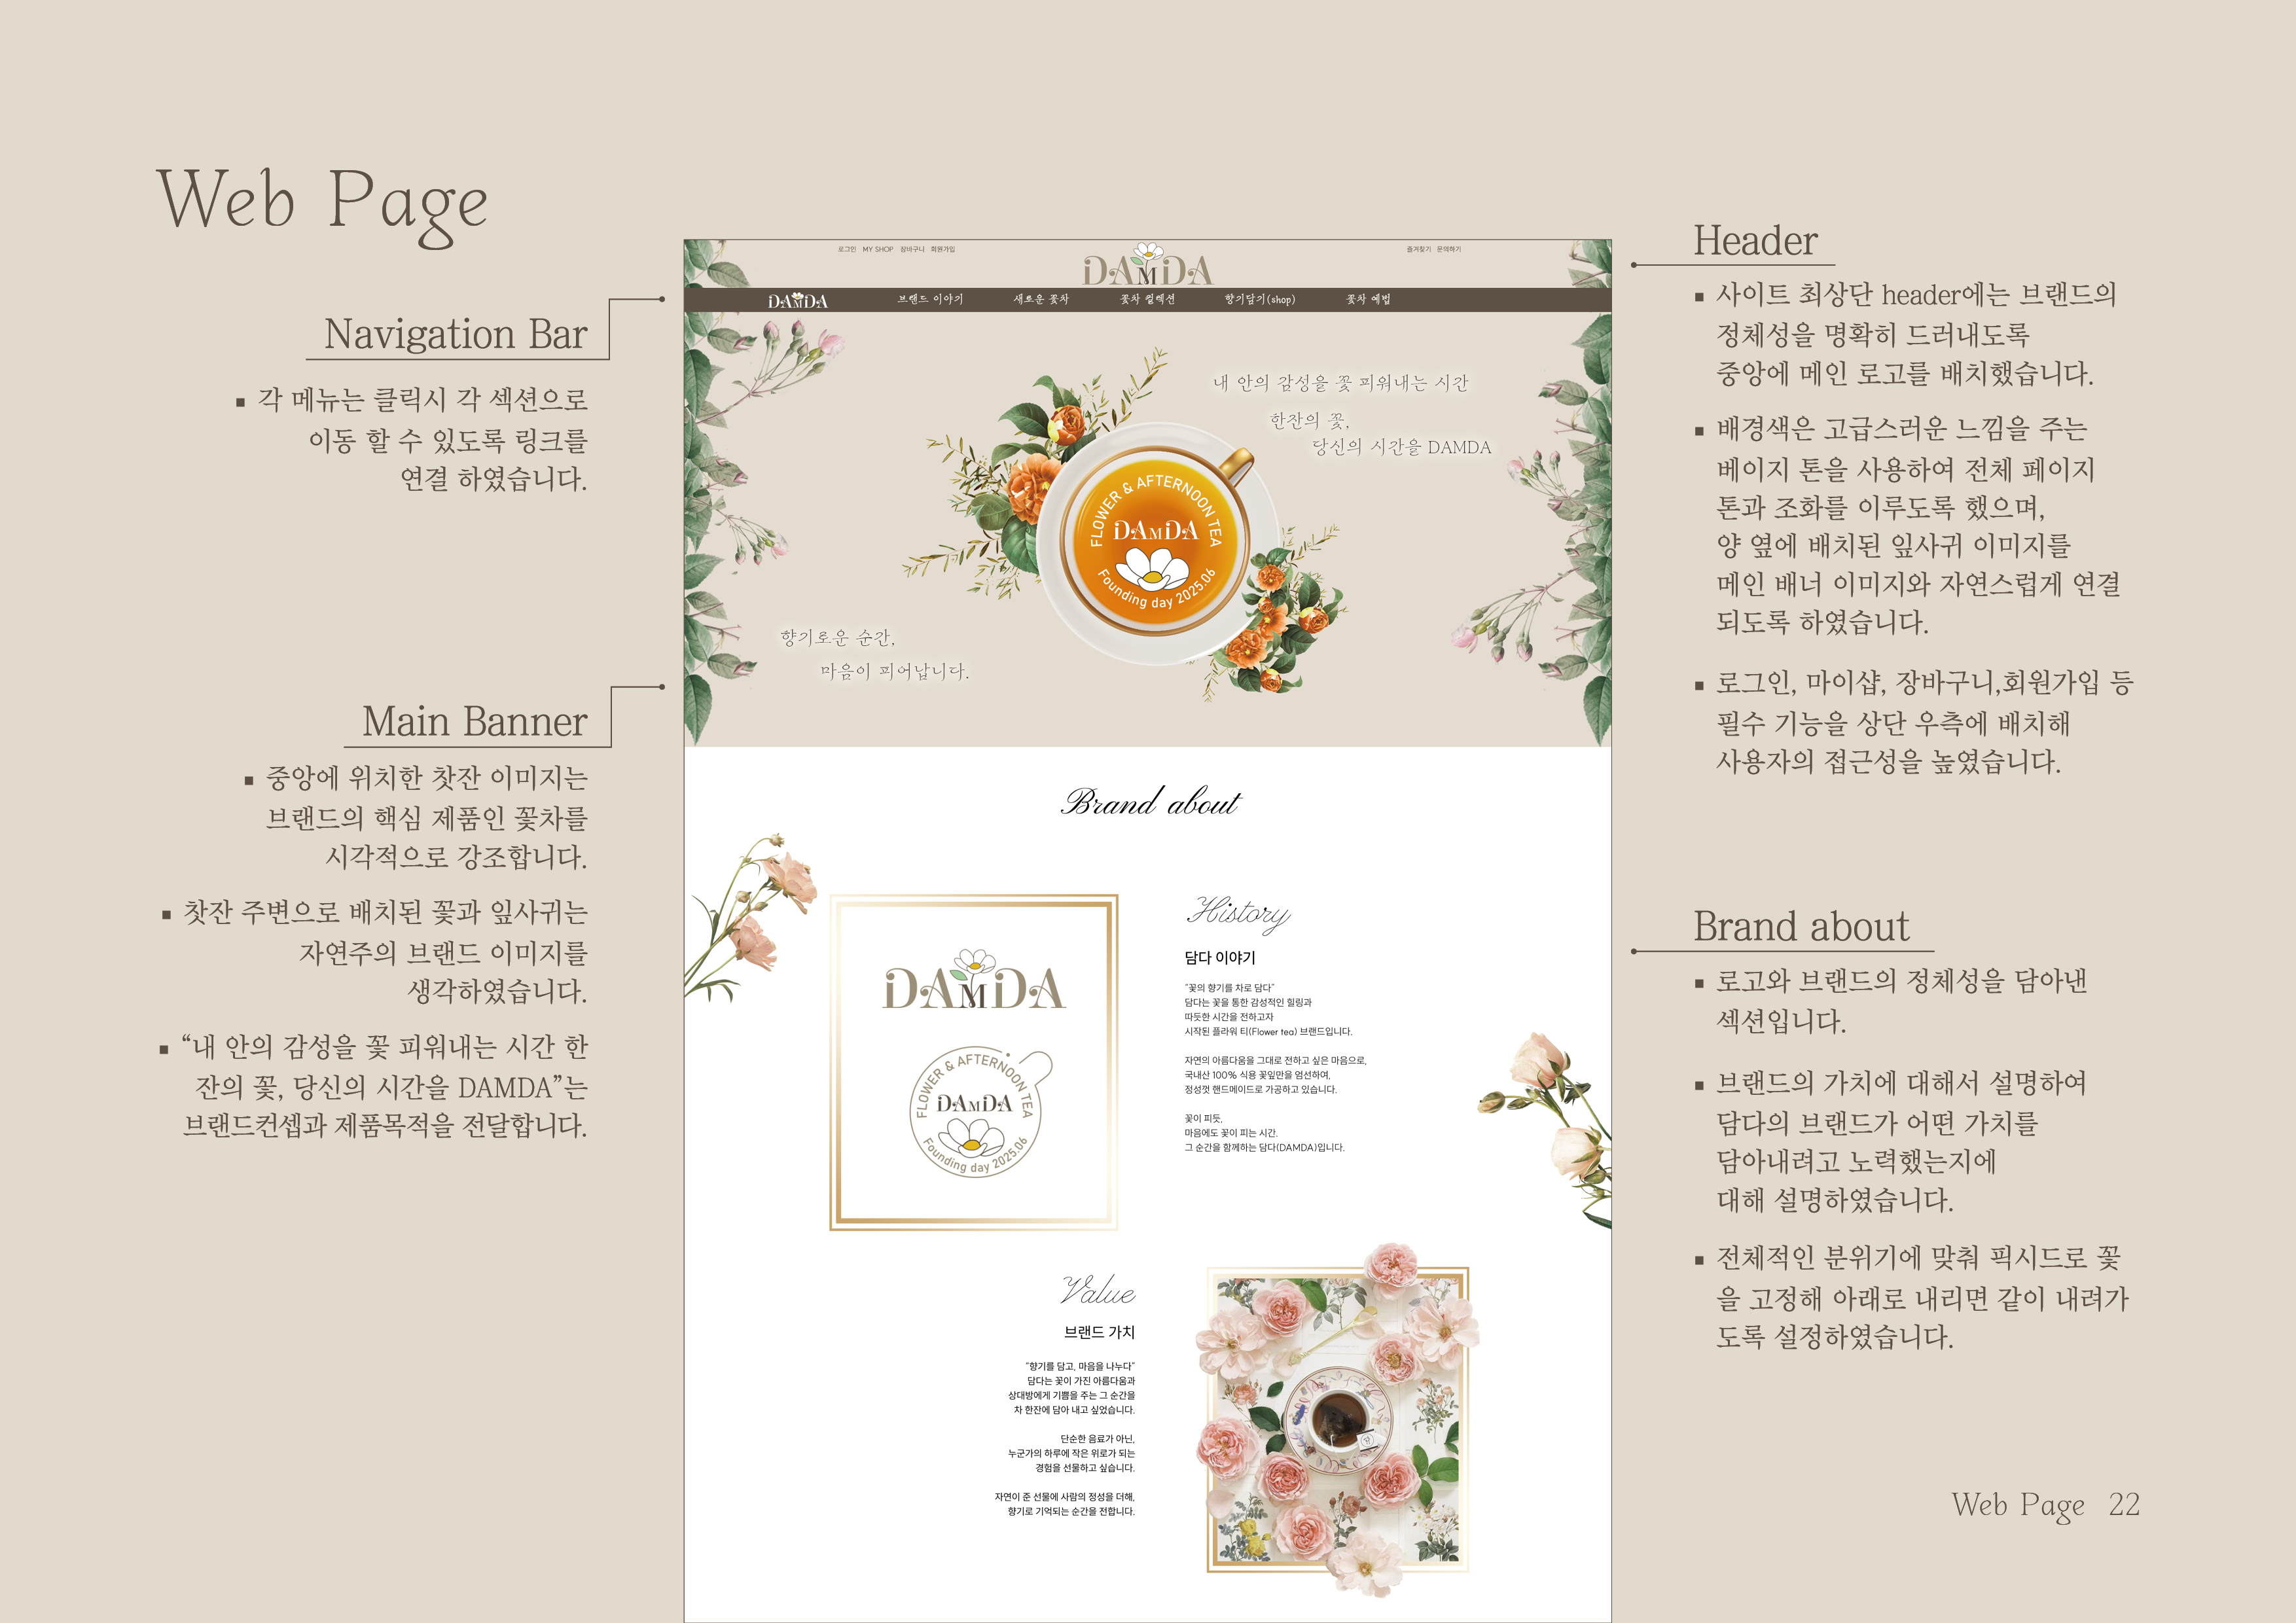 Web Page
Navigation Bar
▪ 각 메뉴는 클릭시 각 섹션으로
이동 할 수 있도록 링크를
연결 하였습니다.
Main Banner
▪ 중앙에 위치한 찻잔 이미지는
브랜드의 핵심 제품인 꽃차를
시각적으로 강조합니다.
▪ 찻잔 주변으로 배치된 꽃과 잎사귀는
자연주의 브랜드 이미지를
생각하였습니다.
▪ “내 안의 감성을 꽃 피워내는 시간 한
잔의 꽃, 당신의 시간을 DAMDA”는
브랜드컨셉과 제품목적을 전달합니다.
로그인 MY SHOP 장바구니 회원가입
DAMDA
즐겨찾기 문의하기
DAMDA 브랜드 이야기 새로운 꽃차 꽃차 컬렉션 향기담기(shop) 꽃차 예법
내 안의 감성을 꽃 피워내는 시간
한잔의 꽃,
당신의 시간을 DAMDA
FLOWER & AFTERNOON TEA
DAMDA
Founding day 2025.06
향기로운 순간,
마음이 피어납니다.
Brand about
DAMDA
FLOWER & AFTERNOON TEA
DAMDA
Founding day 2025.06
History
담다 이야기
"꽃의 향기를 차로 담다"
담다는 꽃을 통한 감성적인 힐링과
따듯한 시간을 전하고자
시작된 플라워 티(Flower tea) 브랜드입니다.
자연의 아름다움을 그대로 전하고 싶은 마음으로,
국내산 100% 식용 꽃잎만을 엄선하여,
정성껏 핸드메이드로 가공하고 있습니다.
꽃이 피듯,
마음에도 꽃이 피는 시간.
그 순간을 함께하는 담다(DAMDA)입니다.
Value
브랜드 가치
"향기를 담고, 마음을 나누다"
담다는 꽃이 가진 아름다움과
상대방에게 기쁨을 주는 그 순간을
차 한잔에 담아 내고 싶었습니다.
단순한 음료가 아닌,
누군가의 하루에 작은 위로가 되는
경험을 선물하고 싶습니다.
자연이 준 선물에 사람의 정성을 더해,
향기로 기억되는 순간을 전합니다.
Header
▪ 사이트 최상단 header에는 브랜드의
정체성을 명확히 드러내도록
중앙에 메인 로고를 배치했습니다.
▪ 배경색은 고급스러운 느낌을 주는
베이지 톤을 사용하여 전체 페이지
톤과 조화를 이루도록 했으며,
양 옆에 배치된 잎사귀 이미지를
메인 배너 이미지와 자연스럽게 연결
되도록 하였습니다.
▪ 로그인, 마이샵, 장바구니,회원가입 등
필수 기능을 상단 우측에 배치해
사용자의 접근성을 높였습니다.
Brand about
▪ 로고와 브랜드의 정체성을 담아낸
섹션입니다.
▪ 브랜드의 가치에 대해서 설명하여
담다의 브랜드가 어떤 가치를
담아내려고 노력했는지에
대해 설명하였습니다.
▪ 전체적인 분위기에 맞춰 픽시드로 꽃
을 고정해 아래로 내리면 같이 내려가
도록 설정하였습니다.
Web Page 22